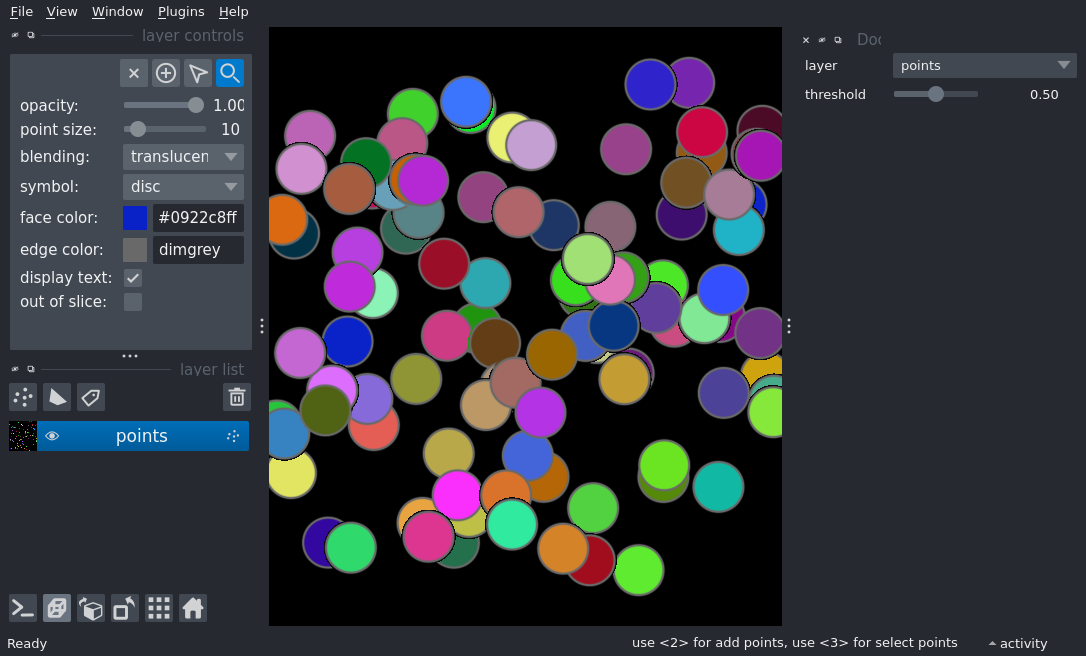 File View Window Plugins Help
layer controls
opacity: 1.00
point size: 10
blending: translucen
symbol: disc
face color: #0922c8ff
edge color: dimgrey
display text:
out of slice:
layer list
points
Doc
layer points
threshold 0.50
Ready
use <2> for add points, use <3> for select points
activity